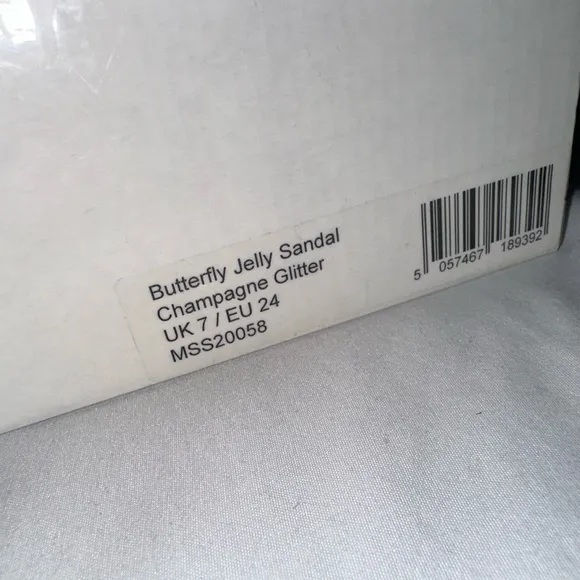 Butterfly Jelly Sandal
Champagne Glitter
UK 7 / EU 24
MSS20058
5 057467 189392